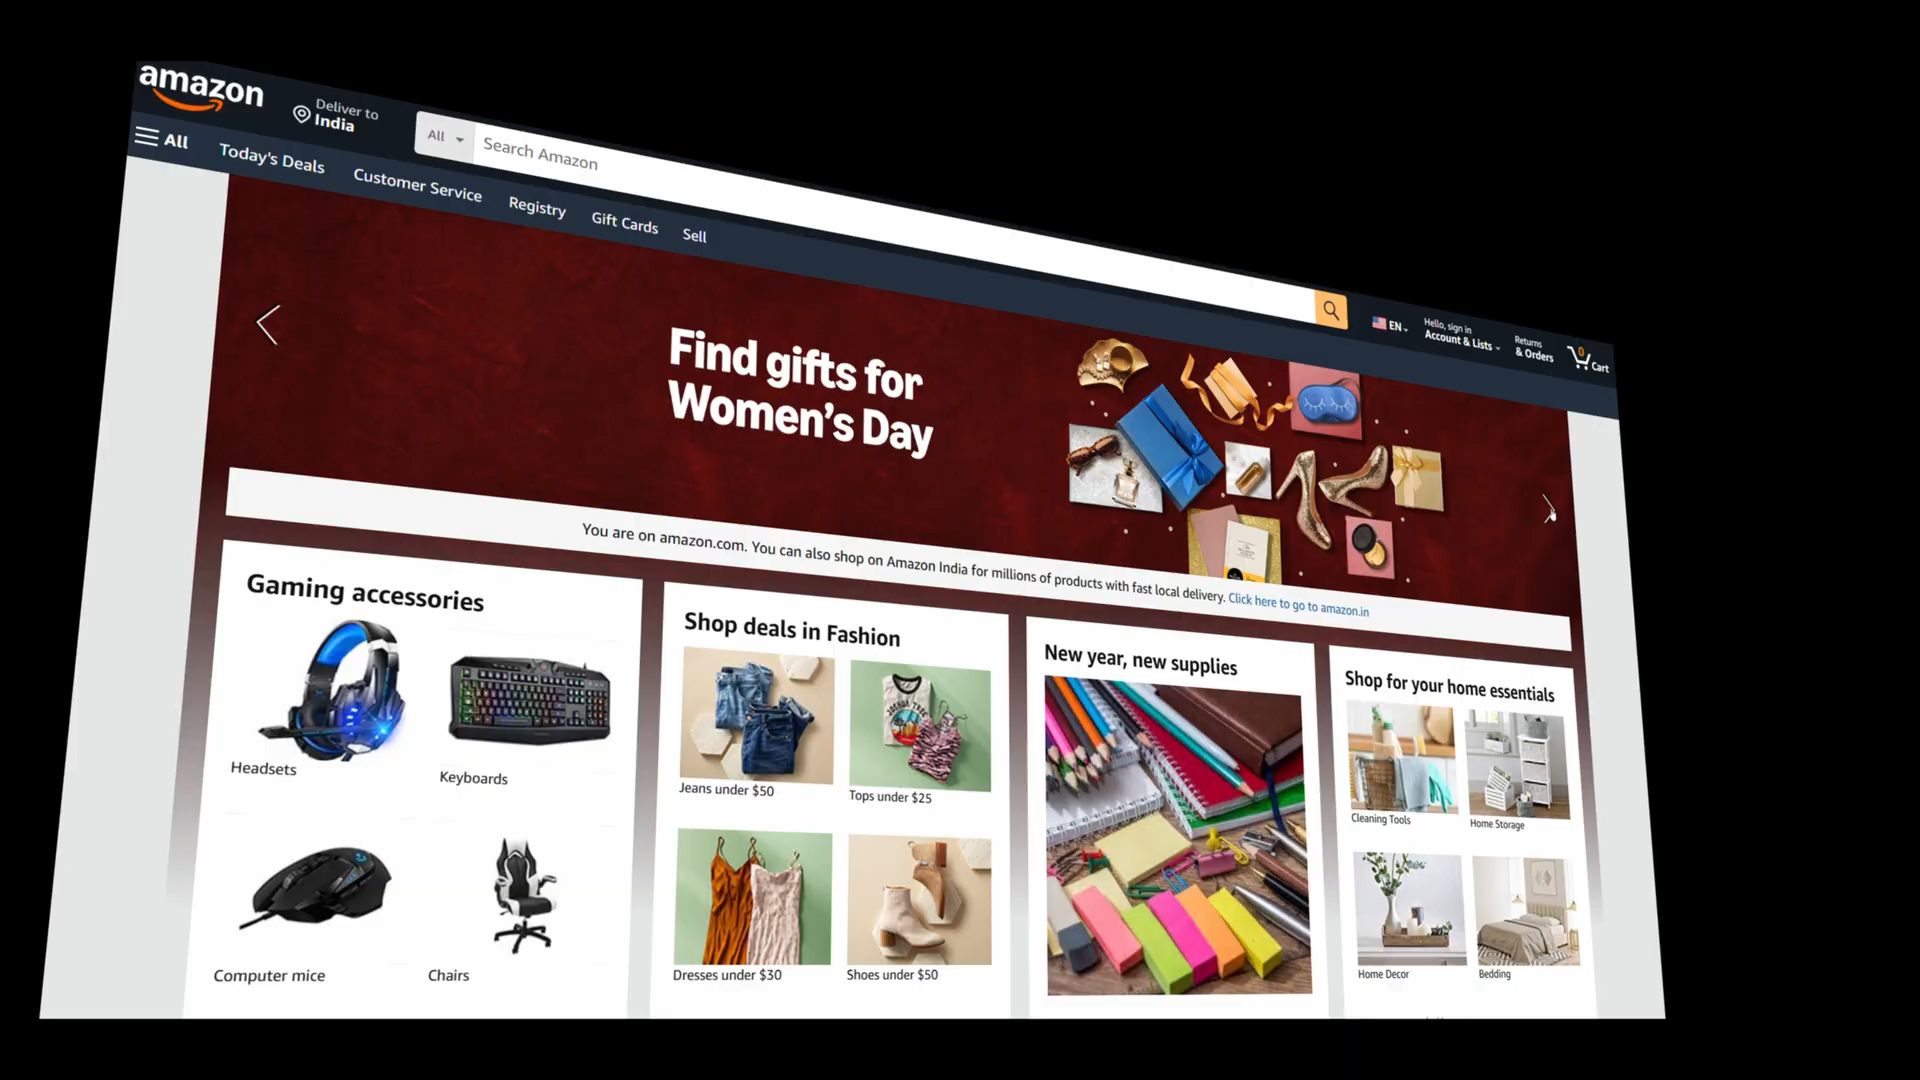 amazon
Deliver to
India
All
Search Amazon
EN
Hello, sign in
Account & Lists
Returns
& Orders
0
Cart
All
Today's Deals
Customer Service
Registry
Gift Cards
Sell
Find gifts for
Women's Day
You are on amazon.com. You can also shop on Amazon India for millions of products with fast local delivery. Click here to go to amazon.in
Gaming accessories
Headsets
Keyboards
Computer mice
Chairs
Shop deals in Fashion
JOSHUA TREE
Jeans under $50
Tops under $25
Dresses under $30
Shoes under $50
New year, new supplies
Shop for your home essentials
Cleaning Tools
Home Storage
Home Decor
Bedding